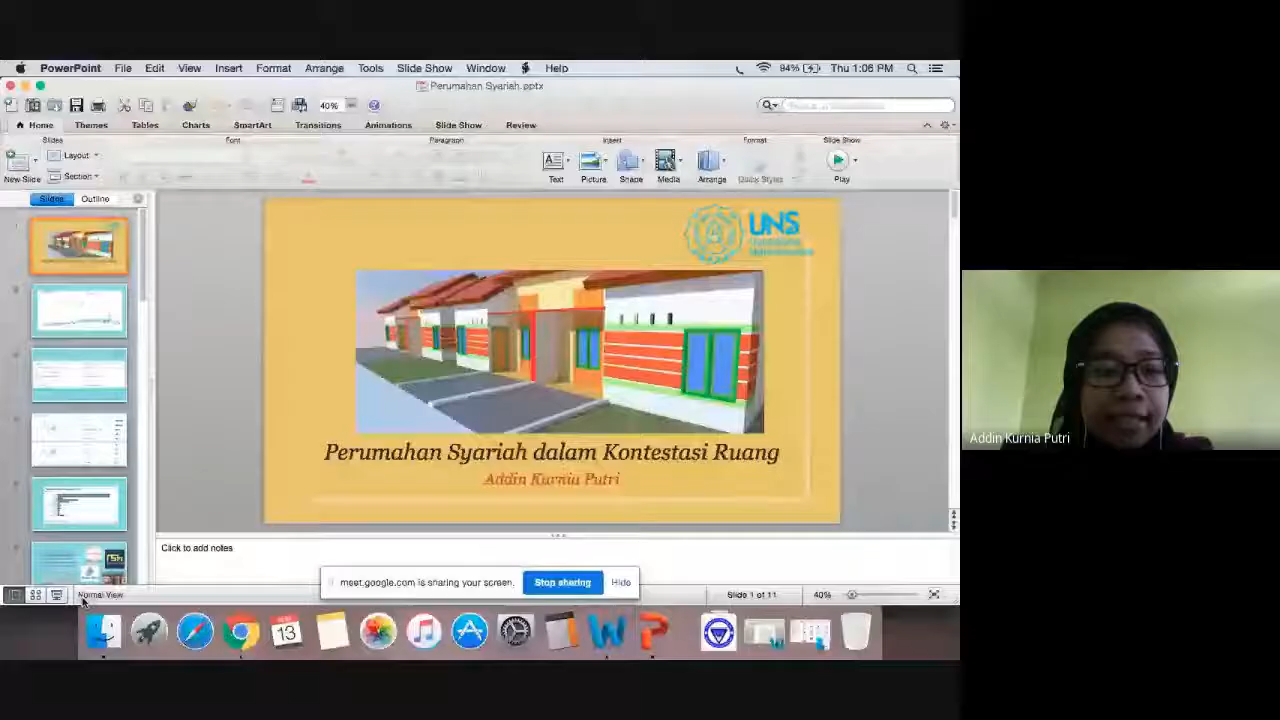 PowerPoint File Edit View Insert Format Arrange Tools Slide Show Window Help 94% Thu 1:06 PM
Perumahan Syariah.pptx
40%
Home Themes Tables Charts SmartArt Transitions Animations Slide Show Review
Slides Font Paragraph Insert Format Slide Show
Layout
New Slide Section Text Picture Shape Media Arrange Quick Styles Play
Slides Outline
UNS
Perumahan Syariah dalam Kontestasi Ruang
Addin Kurnia Putri
Addin Kurnia Putri
Click to add notes
meet.google.com is sharing your screen. Stop sharing Hide
Normal View Slide 1 of 11 40%
13